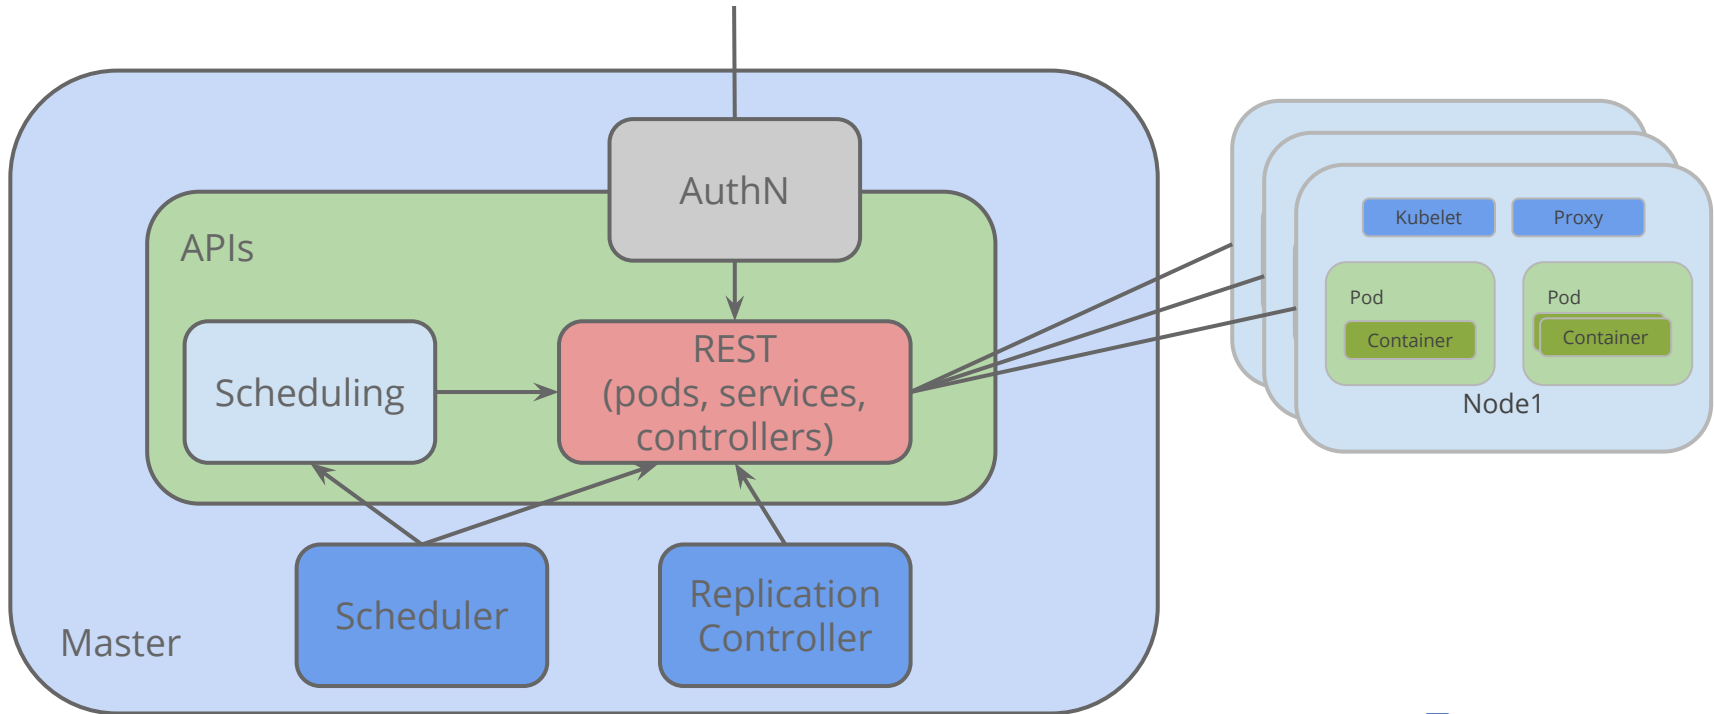 AuthN
APIs
Scheduling
REST
(pods, services,
controllers)
Scheduler
Replication
Controller
Master
Kubelet
Proxy
Pod
Container
Pod
Container
Node1